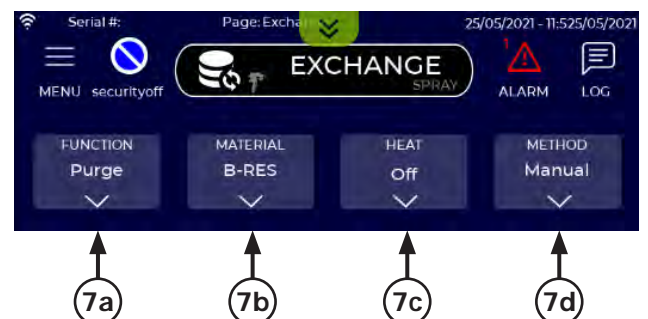 Serial #: Page: Exchan 25/05/2021 - 11:525/05/2021
EXCHANGE
SPRAY
1
MENU securityoff ALARM LOG
FUNCTION MATERIAL HEAT METHOD
Purge B-RES Off Manual
7a 7b 7c 7d